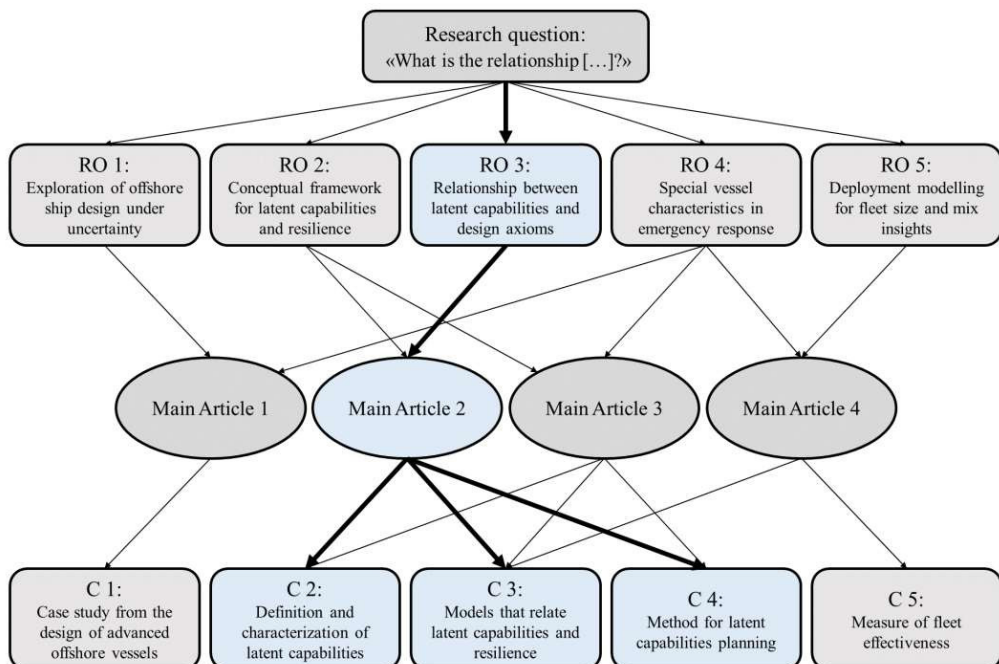 Research question:
«What is the relationship […]?»
RO 1:
Exploration of offshore
ship design under
uncertainty
RO 2:
Conceptual framework
for latent capabilities
and resilience
RO 3:
Relationship between
latent capabilities and
design axioms
RO 4:
Special vessel
characteristics in
emergency response
RO 5:
Deployment modelling
for fleet size and mix
insights
Main Article 1
Main Article 2
Main Article 3
Main Article 4
C 1:
Case study from the
design of advanced
offshore vessels
C 2:
Definition and
characterization of
latent capabilities
C 3:
Models that relate
latent capabilities and
resilience
C 4:
Method for latent
capabilities planning
C 5:
Measure of fleet
effectiveness